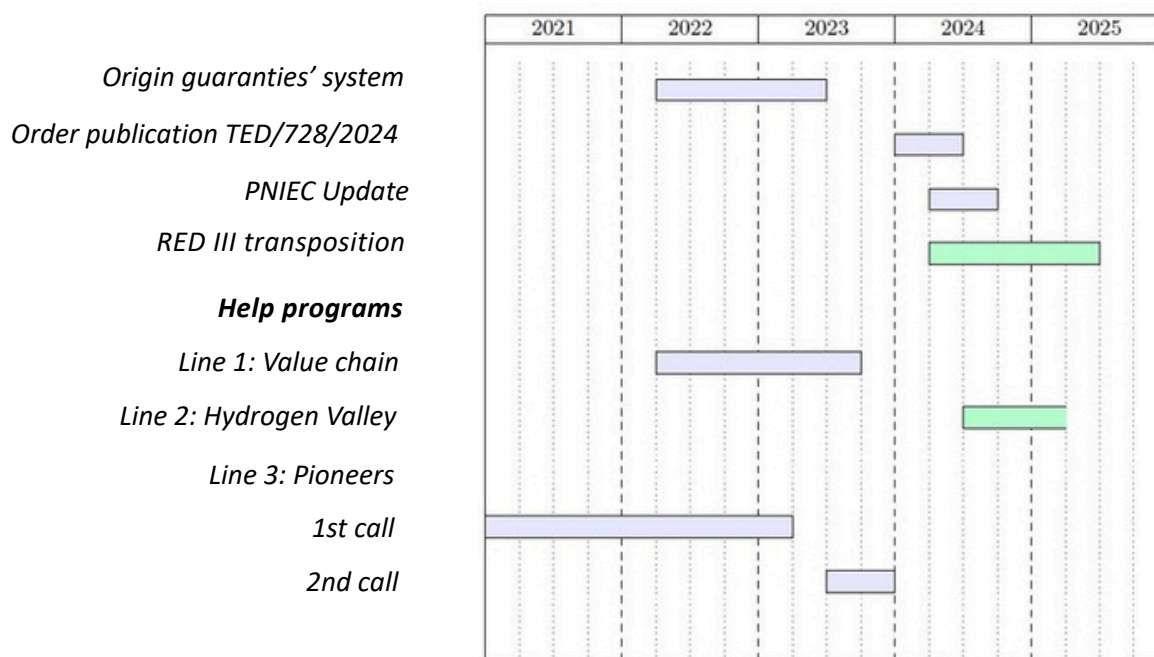 2021 2022 2023 2024 2025
Origin guaranties’ system
Order publication TED/728/2024
PNIEC Update
RED III transposition
Help programs
Line 1: Value chain
Line 2: Hydrogen Valley
Line 3: Pioneers
1st call
2nd call